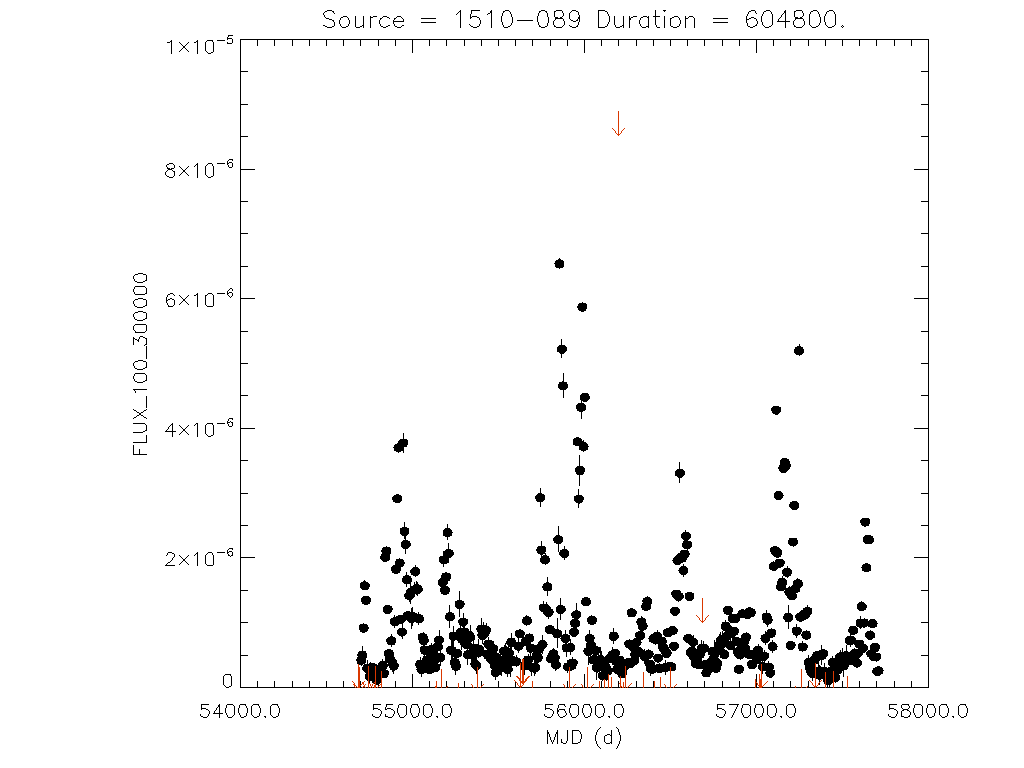 Source = 1510-089 Duration = 604800.
1×10⁻⁵
8×10⁻⁶
6×10⁻⁶
4×10⁻⁶
2×10⁻⁶
0
FLUX_100_300000
54000.0 55000.0 56000.0 57000.0 58000.0
MJD (d)